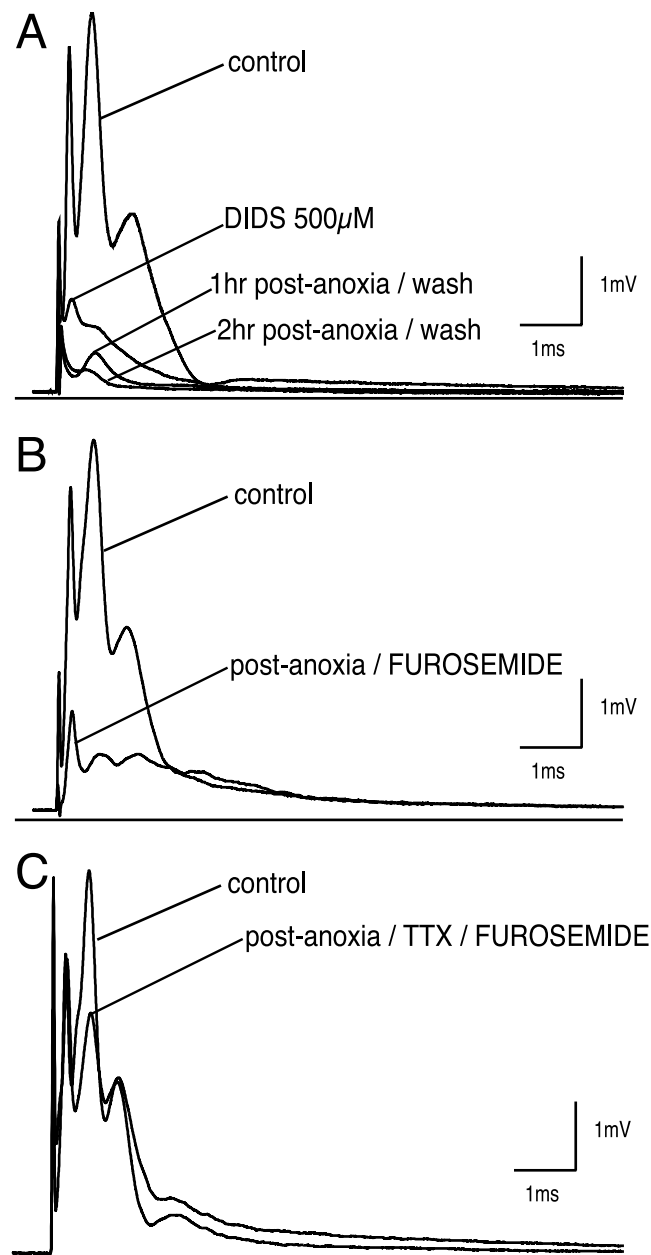 A
control
DIDS 500µM
1hr post-anoxia / wash
2hr post-anoxia / wash
1mV
1ms
B
control
post-anoxia / FUROSEMIDE
1mV
1ms
C
control
post-anoxia / TTX / FUROSEMIDE
1mV
1ms